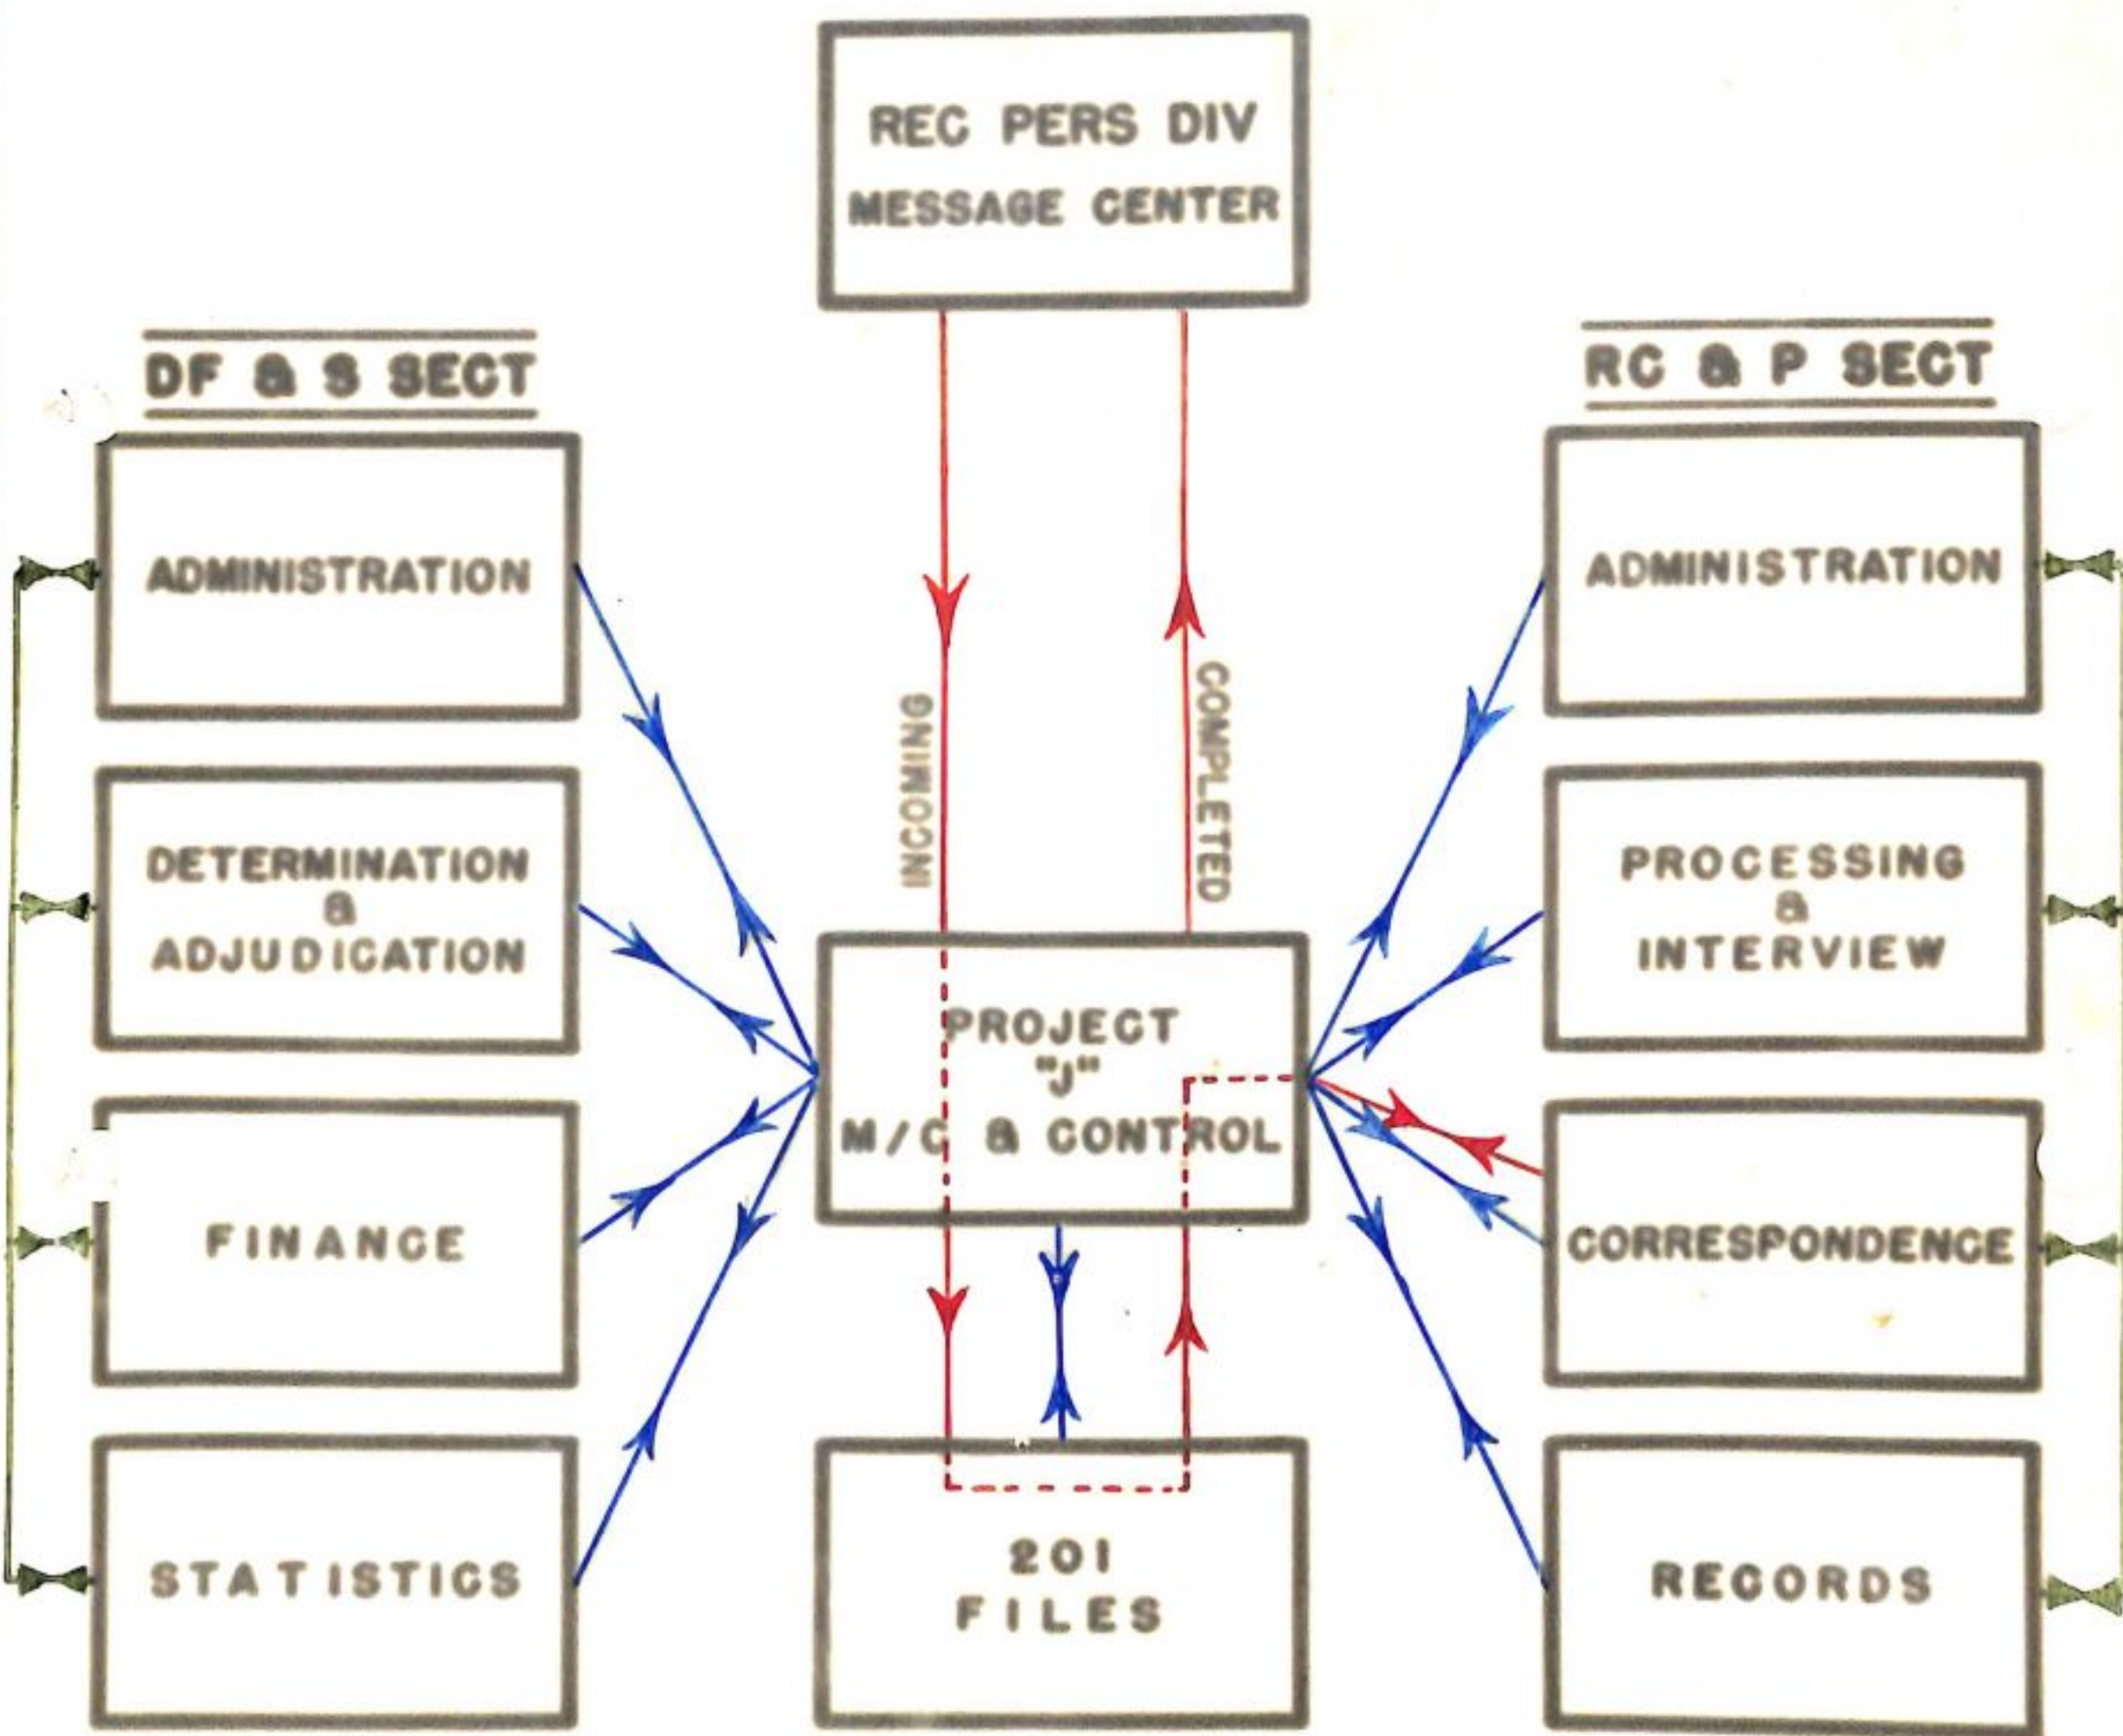 REC PERS DIV
MESSAGE CENTER
DF & S SECT
RC & P SECT
ADMINISTRATION
ADMINISTRATION
INCOMING
COMPLETED
DETERMINATION
&
ADJUDICATION
PROCESSING
&
INTERVIEW
PROJECT
"J"
M/C & CONTROL
FINANCE
CORRESPONDENCE
STATISTICS
201
FILES
RECORDS